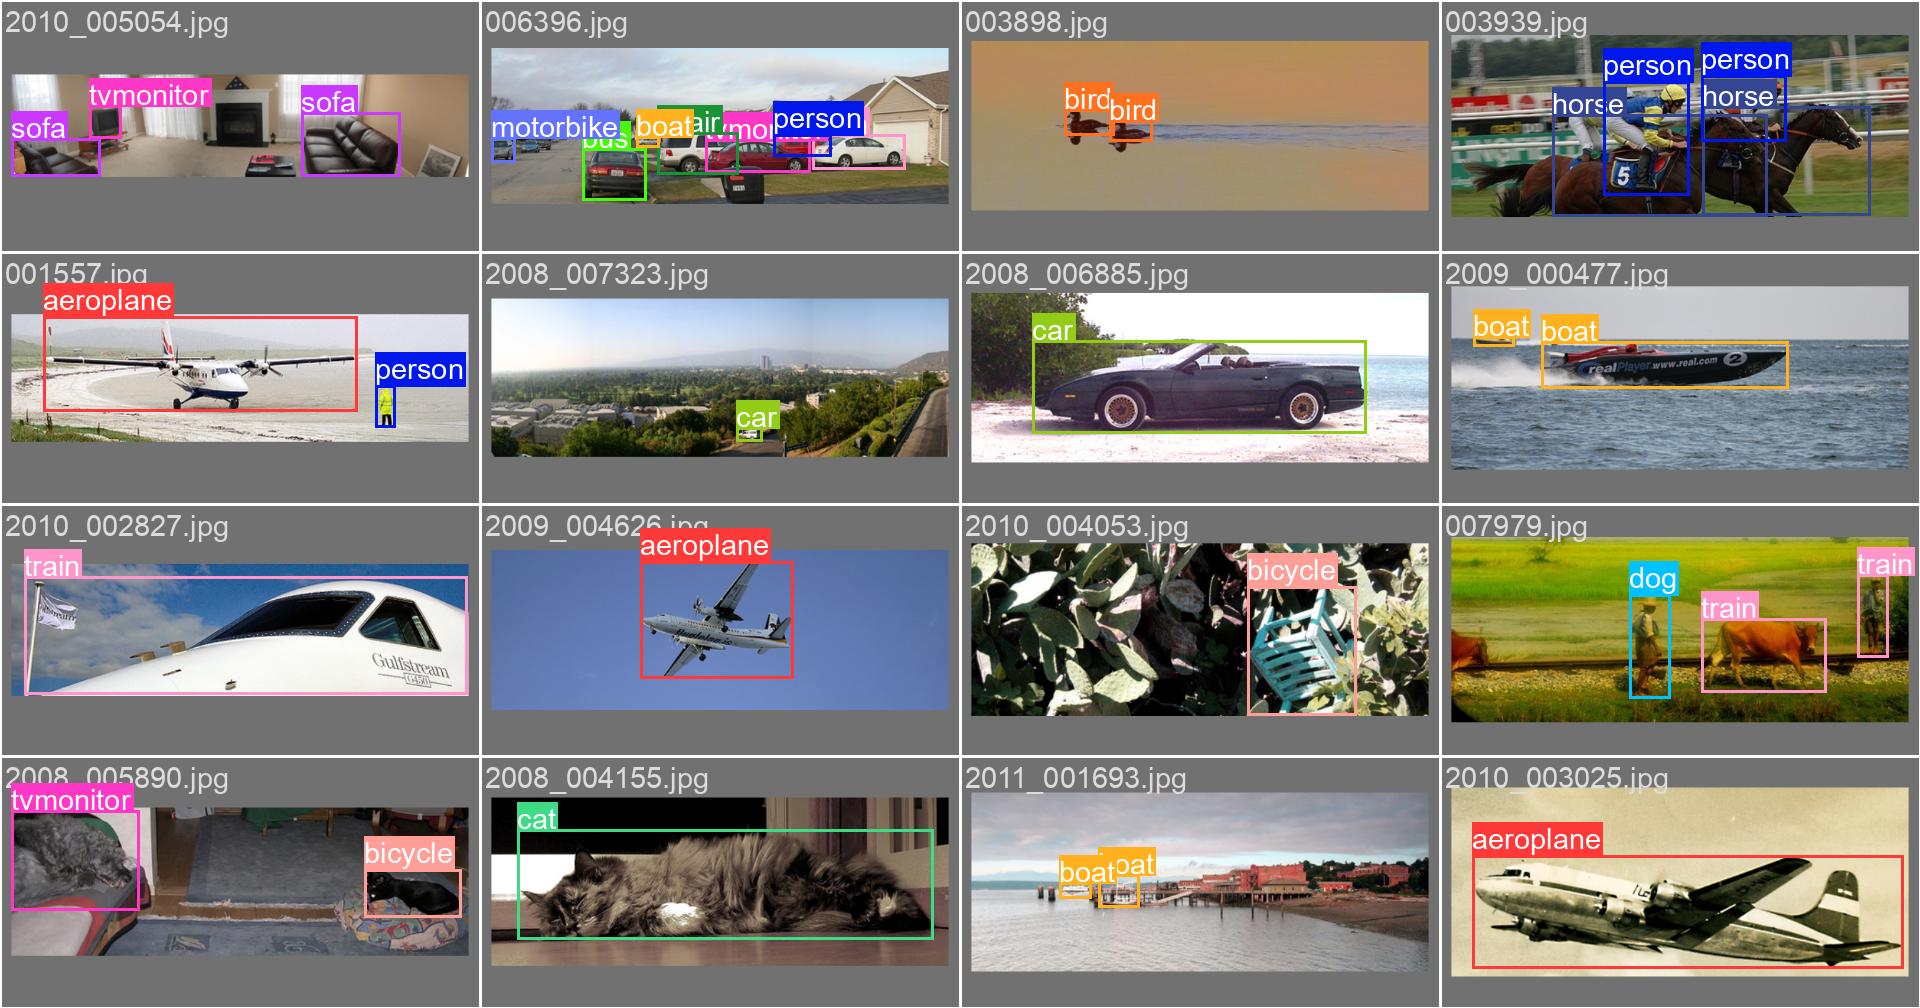 2010_005054.jpg
006396.jpg
003898.jpg
003939.jpg
sofa
tvmonitor
sofa
motorbike
bus
boat
person
bird
bird
horse
person
person
horse
5
001557.jpg
2008_007323.jpg
2008_006885.jpg
2009_000477.jpg
aeroplane
person
car
car
boat
boat
realPlayer.www.real.com 2
2010_002827.jpg
2009_004626.jpg
2010_004053.jpg
007979.jpg
train
Gulfstream
G450
aeroplane
bicycle
dog
train
train
2008_005890.jpg
2008_004155.jpg
2011_001693.jpg
2010_003025.jpg
tvmonitor
bicycle
cat
boat
boat
aeroplane